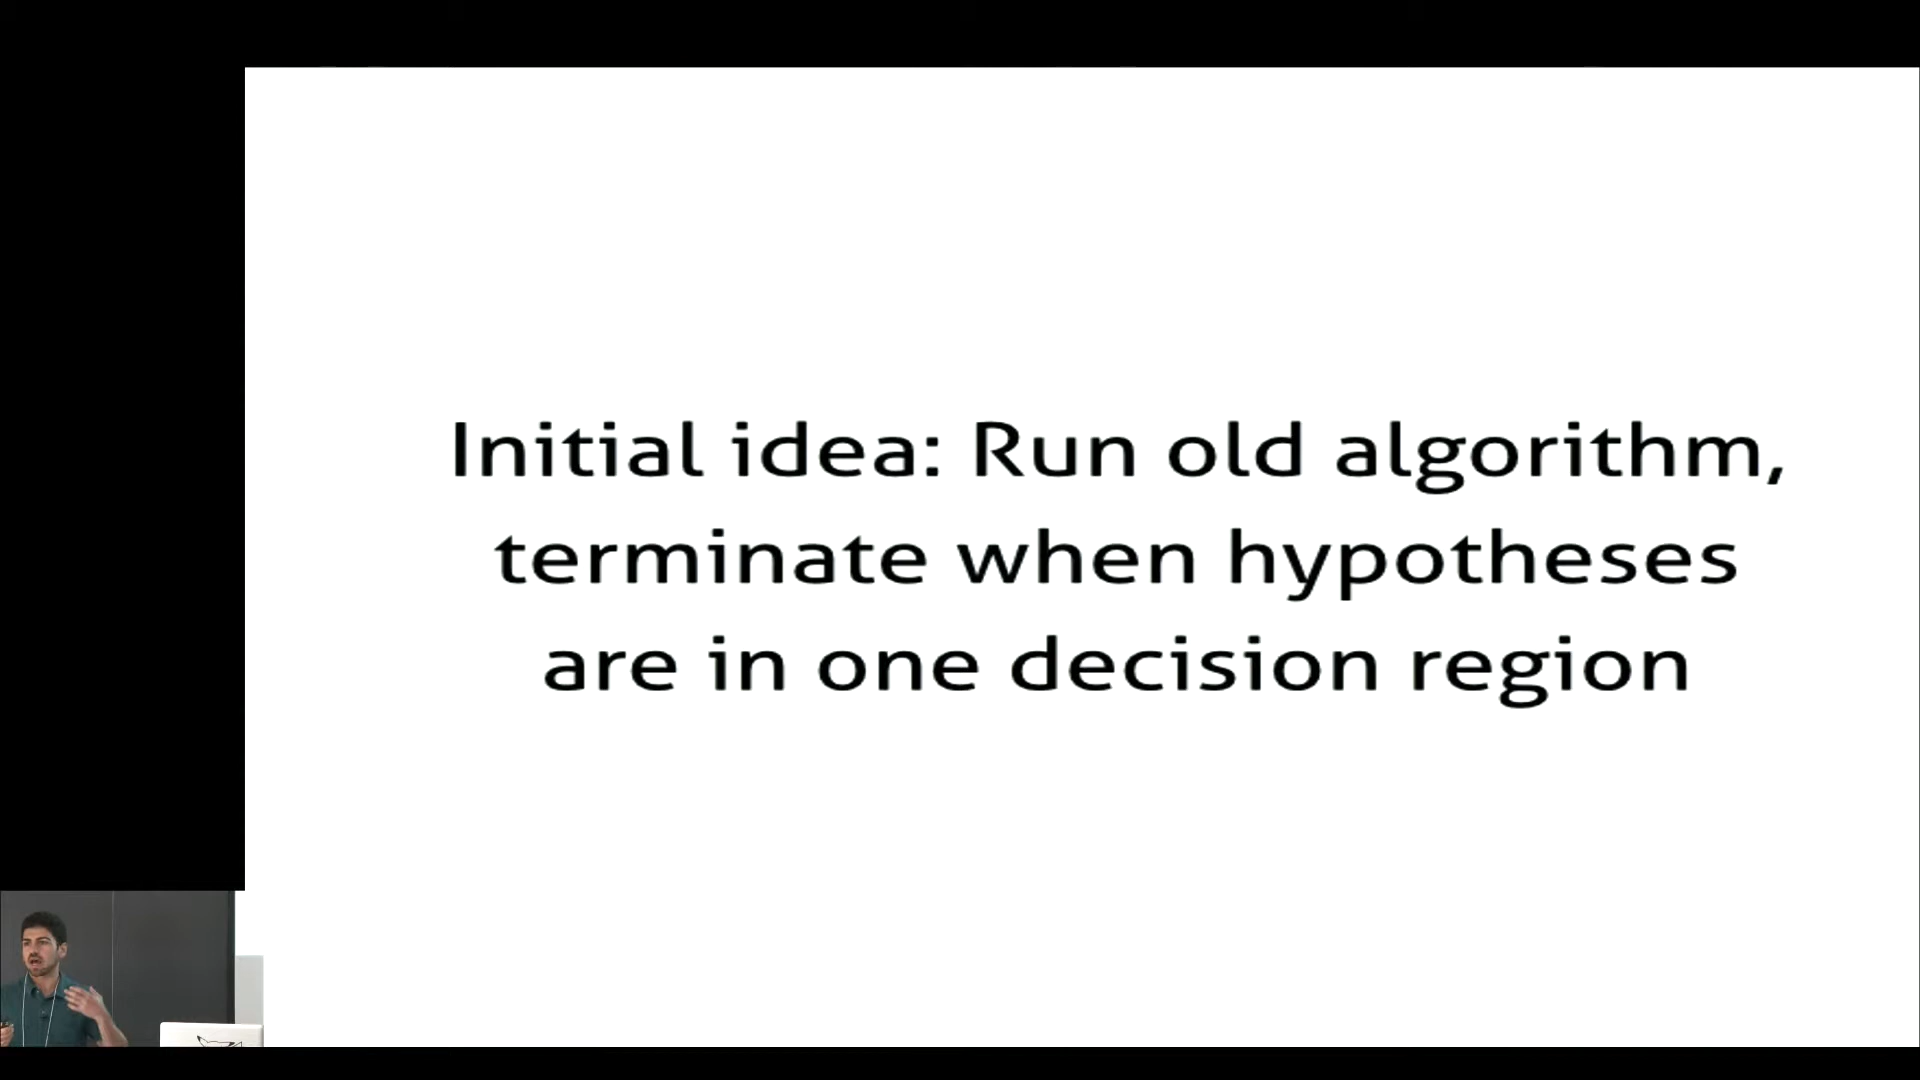 Initial idea: Run old algorithm,
terminate when hypotheses
are in one decision region